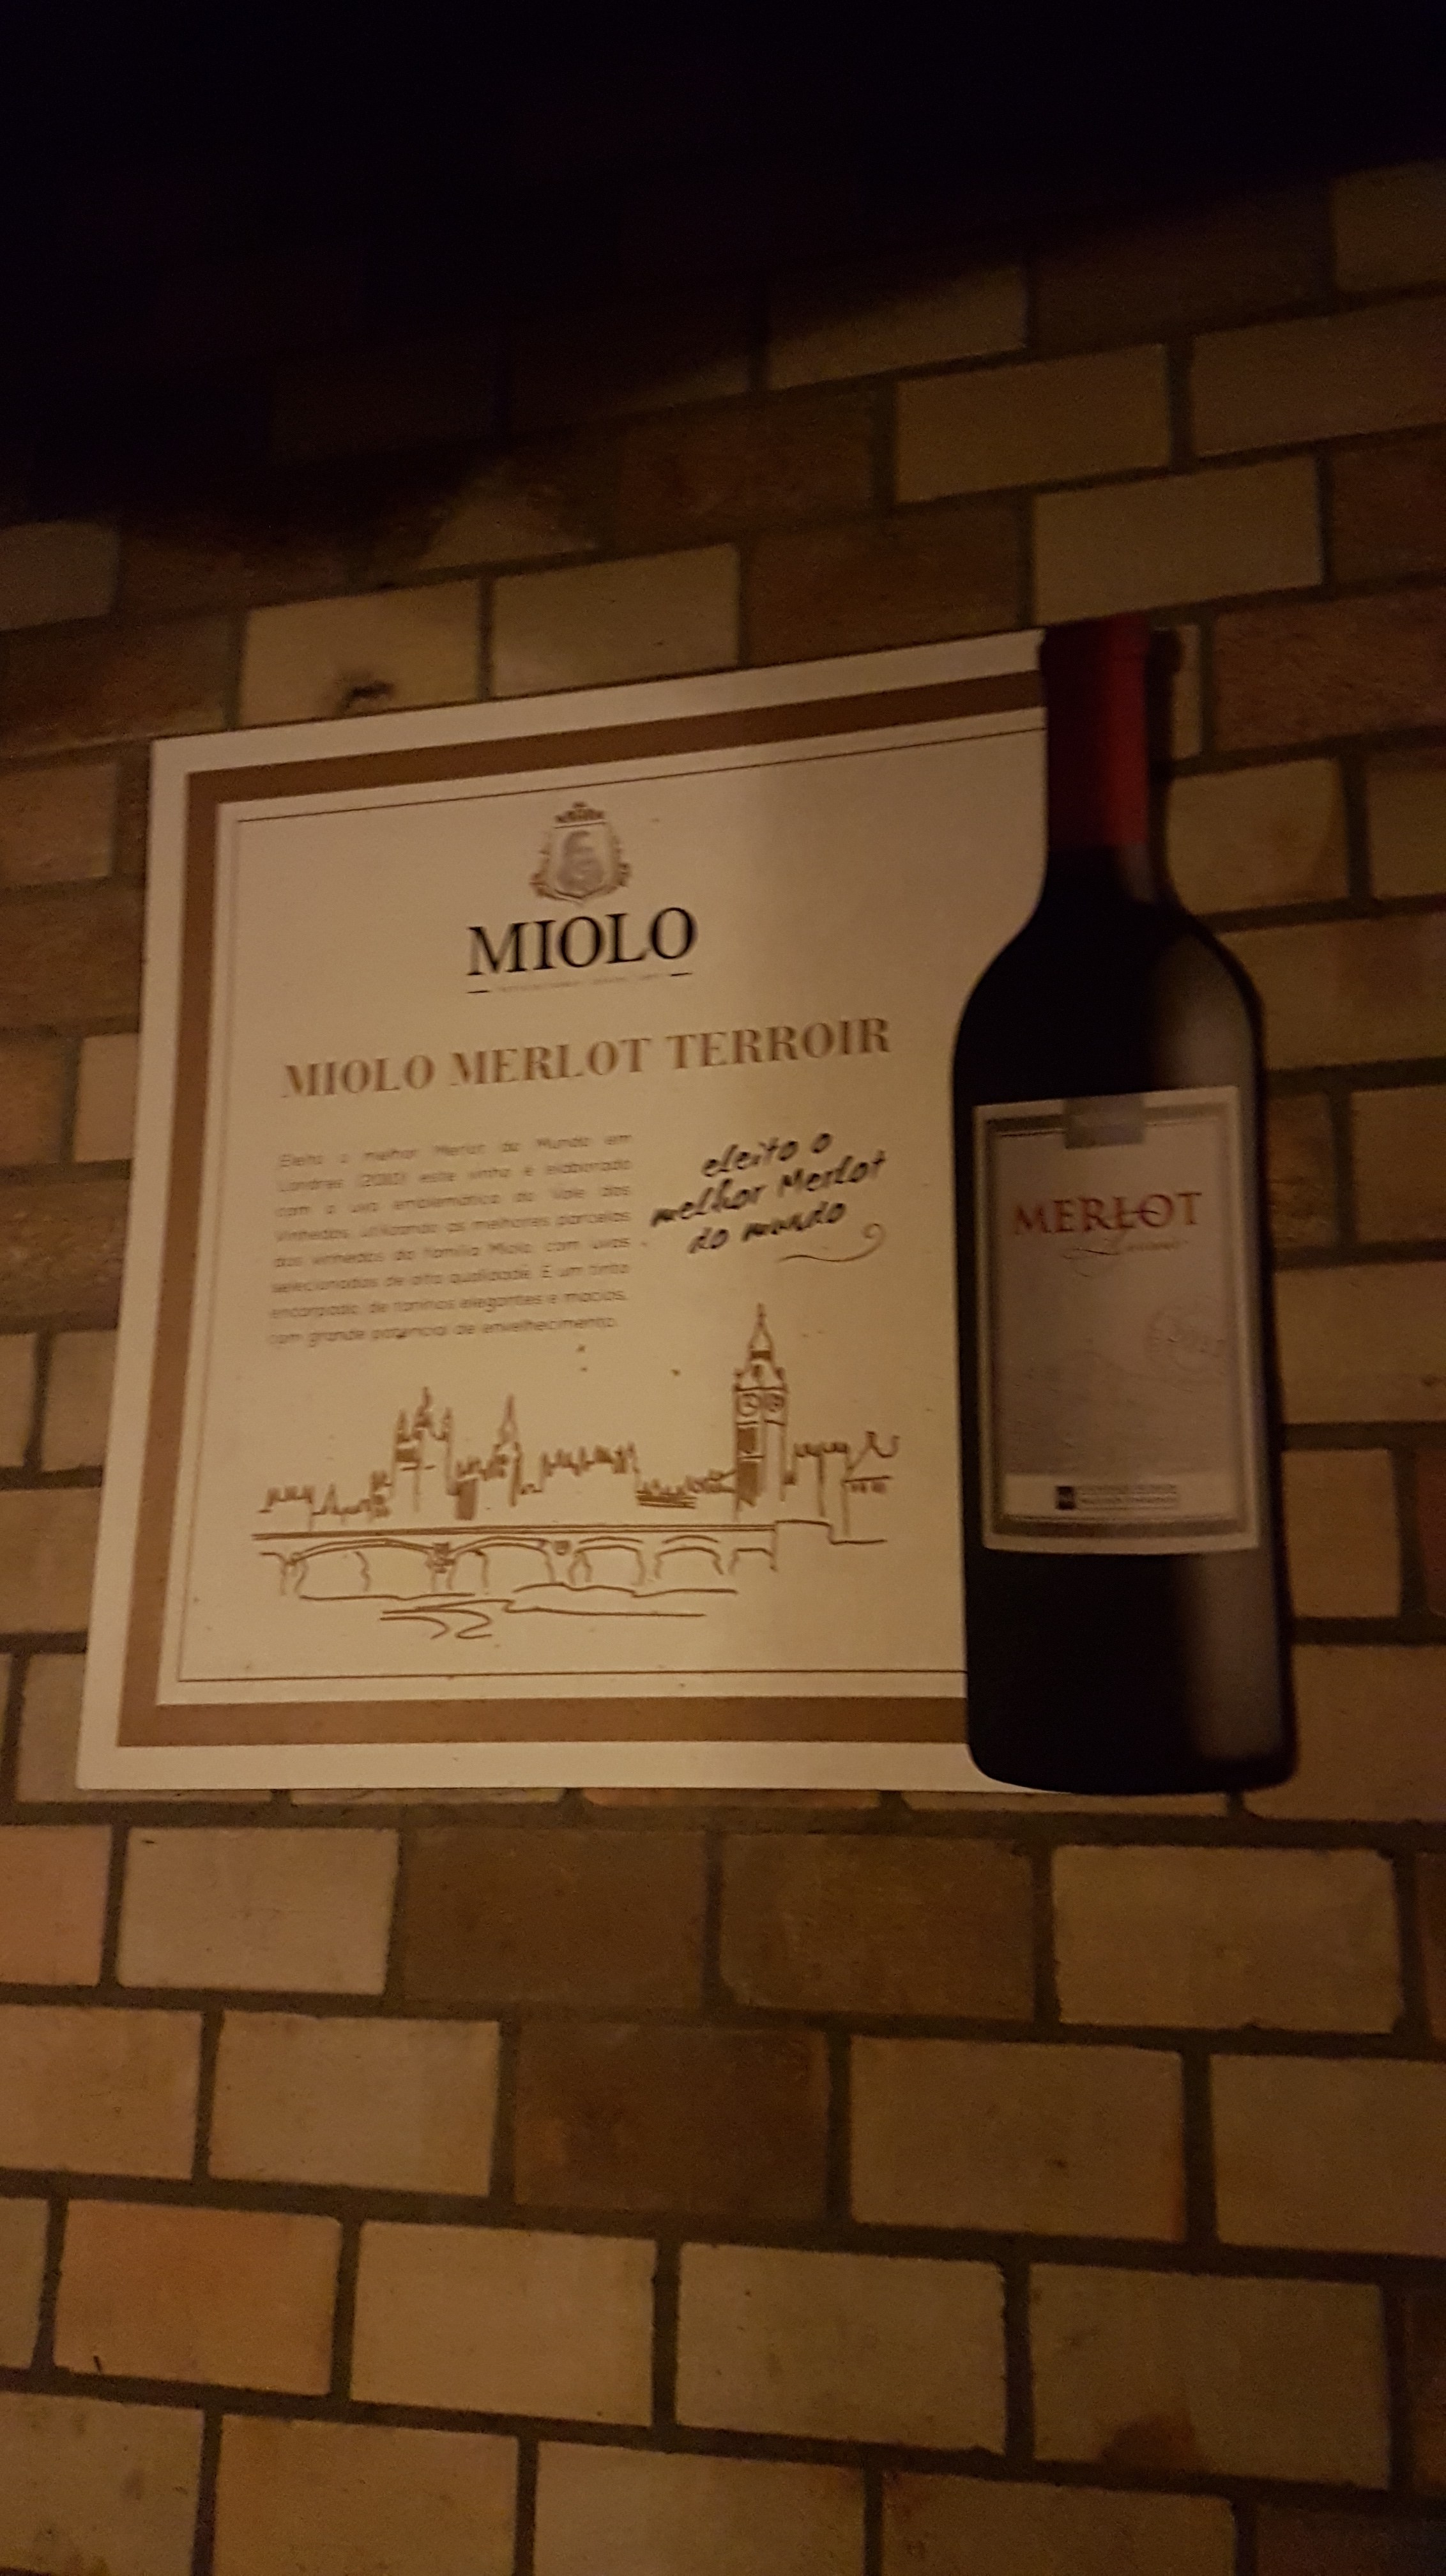 MIOLO
MIOLO MERLOT TERROIR
Eleito o melhor Merlot do Mundo em
Londres este vinho é elaborado
com a uva emblemática do Vale dos
Vinhedos, utilizando as melhores parcelas
dos vinhedos da família Miolo, com uvas
selecionadas de alta qualidade. É um tinto
encorpado, de taninos elegantes e macios,
com grande potencial de envelhecimento.
eleito o
melhor Merlot
do mundo
MERLOT